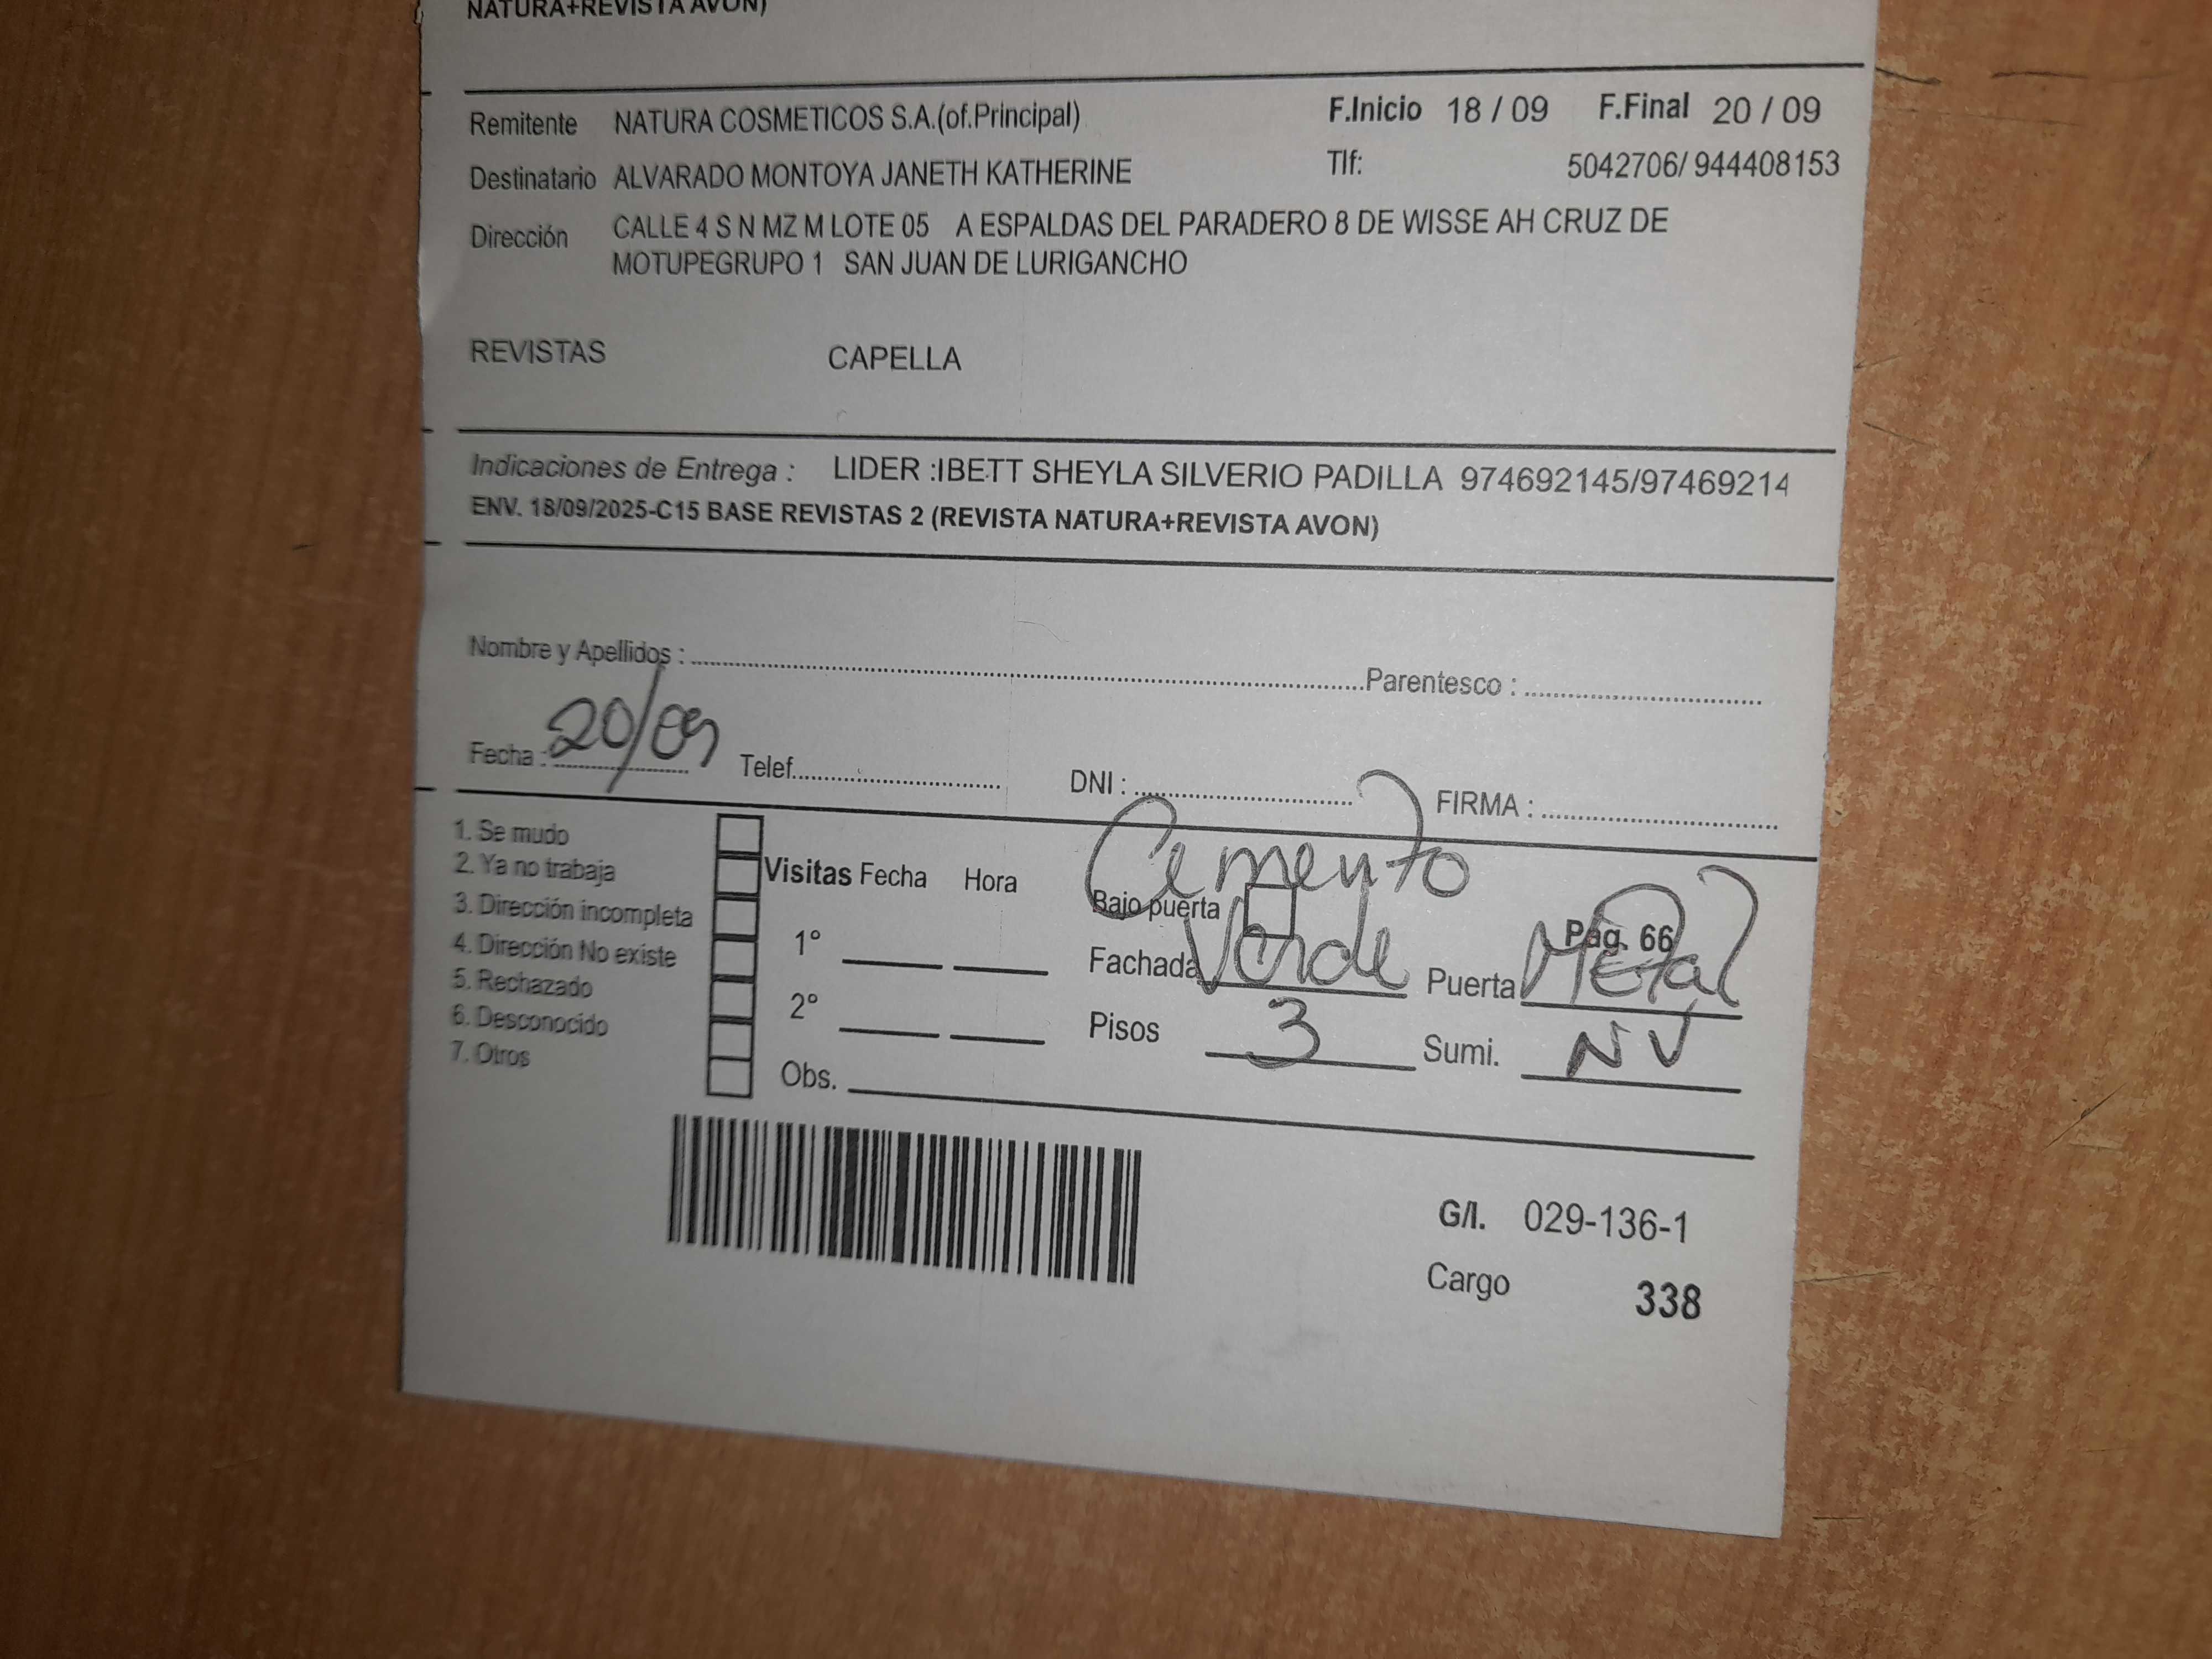 NATURA+REVISTA AVON)
Remitente NATURA COSMETICOS S.A.(of.Principal) F.Inicio 18 / 09 F.Final 20 / 09
Destinatario ALVARADO MONTOYA JANETH KATHERINE Tlf: 5042706/ 944408153
Dirección CALLE 4 S N MZ M LOTE 05 A ESPALDAS DEL PARADERO 8 DE WISSE AH CRUZ DE
MOTUPEGRUPO 1 SAN JUAN DE LURIGANCHO
REVISTAS CAPELLA
Indicaciones de Entrega : LIDER :IBETT SHEYLA SILVERIO PADILLA 974692145/97469214
ENV. 18/09/2025-C15 BASE REVISTAS 2 (REVISTA NATURA+REVISTA AVON)
Nombre y Apellidos : Parentesco :
Fecha : 20/09 Telef. DNI : FIRMA :
1. Se mudo
2. Ya no trabaja
3. Dirección incompleta
4. Dirección No existe
5. Rechazado
6. Desconocido
7. Otros
Visitas Fecha Hora
1°
2°
Obs.
Cemento
Bajo puerta Pág. 66
Fachada Verde Puerta Metal
Pisos 3 Sumi. NV
G/I. 029-136-1
Cargo 338